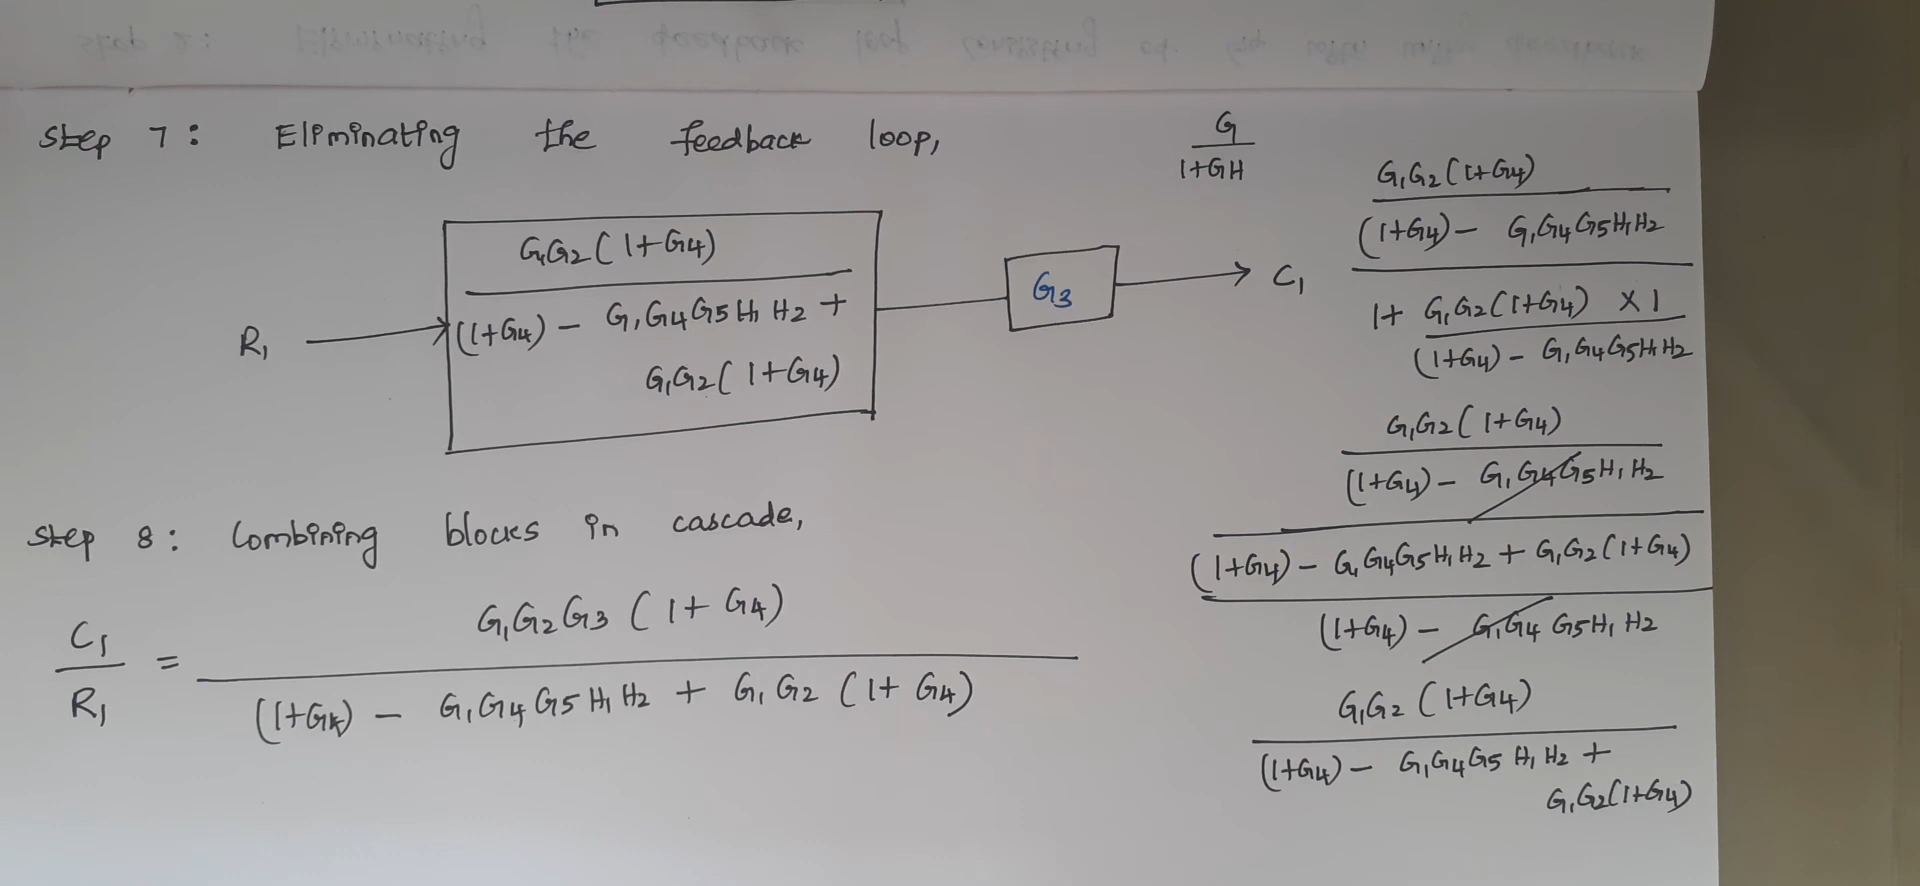 Step 7: Eliminating the feedback loop,
R₁
G₁G₂(1+G₄)
(1+G₄) - G₁G₄G₅H₁H₂ +
G₁G₂(1+G₄)
G₃
C₁
G
1+GH
G₁G₂(1+G₄)
(1+G₄) - G₁G₄G₅H₁H₂
1+ G₁G₂(1+G₄) × 1
(1+G₄) - G₁G₄G₅H₁H₂
G₁G₂(1+G₄)
(1+G₄) - G₁G₄G₅H₁H₂
(1+G₄) - G₁G₄G₅H₁H₂ + G₁G₂(1+G₄)
(1+G₄) - G₁G₄G₅H₁H₂
G₁G₂(1+G₄)
(1+G₄) - G₁G₄G₅H₁H₂ +
G₁G₂(1+G₄)
Step 8: Combining blocks in cascade,
C₁
R₁
=
G₁G₂G₃(1+G₄)
(1+G₄) - G₁G₄G₅H₁H₂ + G₁G₂(1+G₄)